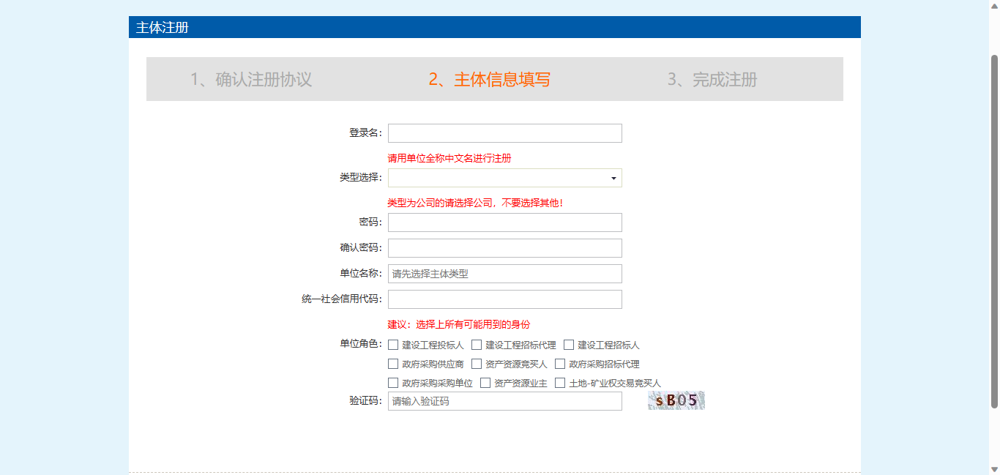 主体注册
1、确认注册协议 2、主体信息填写 3、完成注册
登录名：
请用单位全称中文名进行注册
类型选择：
类型为公司的请选择公司，不要选择其他！
密码：
确认密码：
单位名称： 请先选择主体类型
统一社会信用代码：
建议：选择上所有可能用到的身份
单位角色： 建设工程投标人 建设工程招标代理 建设工程招标人
政府采购供应商 资产资源竞买人 政府采购招标代理
政府采购采购单位 资产资源业主 土地-矿业权交易竞买人
验证码： 请输入验证码 sB05